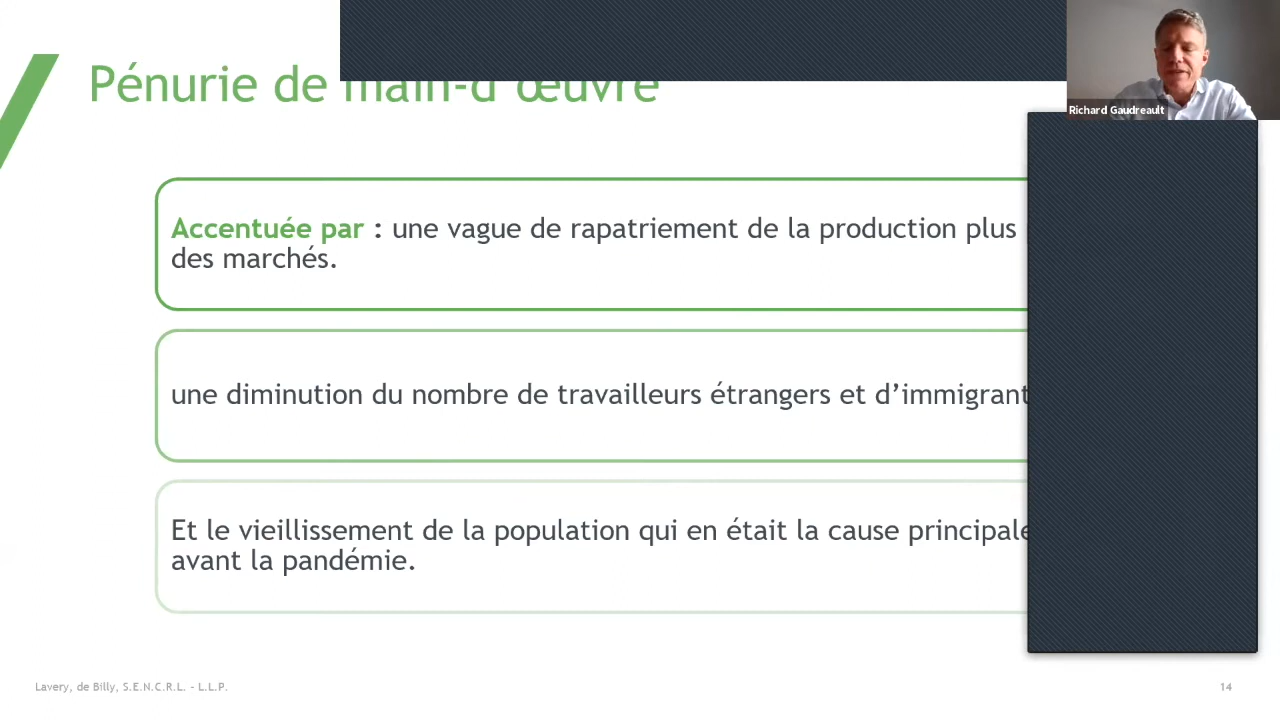 Pénurie de main-d'œuvre
Richard Gaudreault
Accentuée par : une vague de rapatriement de la production plus
des marchés.
une diminution du nombre de travailleurs étrangers et d’immigrant
Et le vieillissement de la population qui en était la cause principale
avant la pandémie.
Lavery, de Billy, S.E.N.C.R.L. - L.L.P.
14